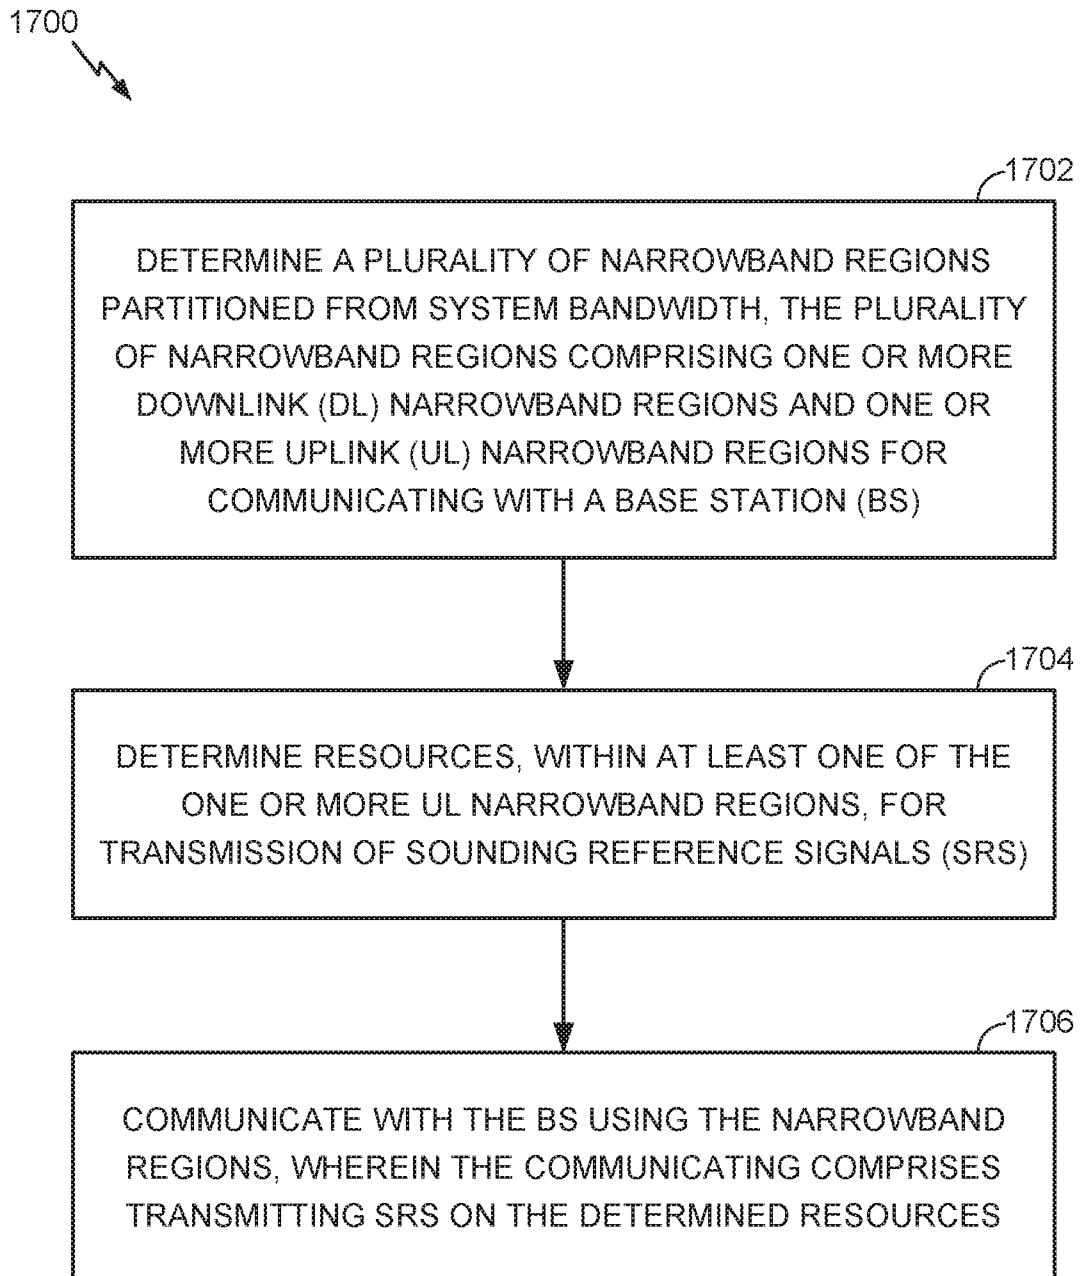 1700
1702
DETERMINE A PLURALITY OF NARROWBAND REGIONS
PARTITIONED FROM SYSTEM BANDWIDTH, THE PLURALITY
OF NARROWBAND REGIONS COMPRISING ONE OR MORE
DOWNLINK (DL) NARROWBAND REGIONS AND ONE OR
MORE UPLINK (UL) NARROWBAND REGIONS FOR
COMMUNICATING WITH A BASE STATION (BS)
1704
DETERMINE RESOURCES, WITHIN AT LEAST ONE OF THE
ONE OR MORE UL NARROWBAND REGIONS, FOR
TRANSMISSION OF SOUNDING REFERENCE SIGNALS (SRS)
1706
COMMUNICATE WITH THE BS USING THE NARROWBAND
REGIONS, WHEREIN THE COMMUNICATING COMPRISES
TRANSMITTING SRS ON THE DETERMINED RESOURCES